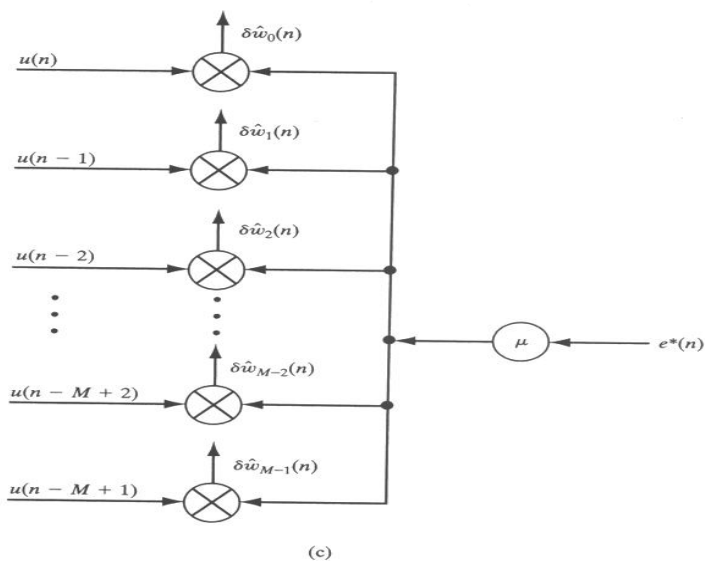 δŵ₀(n)
u(n)
δŵ₁(n)
u(n − 1)
δŵ₂(n)
u(n − 2)
μ
e*(n)
δŵ_{M−2}(n)
u(n − M + 2)
δŵ_{M−1}(n)
u(n − M + 1)
(c)